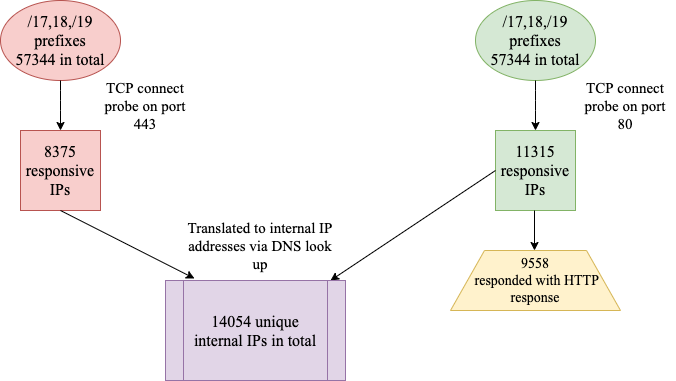 /17,18,/19
prefixes
57344 in total
/17,18,/19
prefixes
57344 in total
TCP connect
probe on port
443
TCP connect
probe on port
80
8375
responsive
IPs
11315
responsive
IPs
Translated to internal IP
addresses via DNS look
up
9558
responded with HTTP
response
14054 unique
internal IPs in total